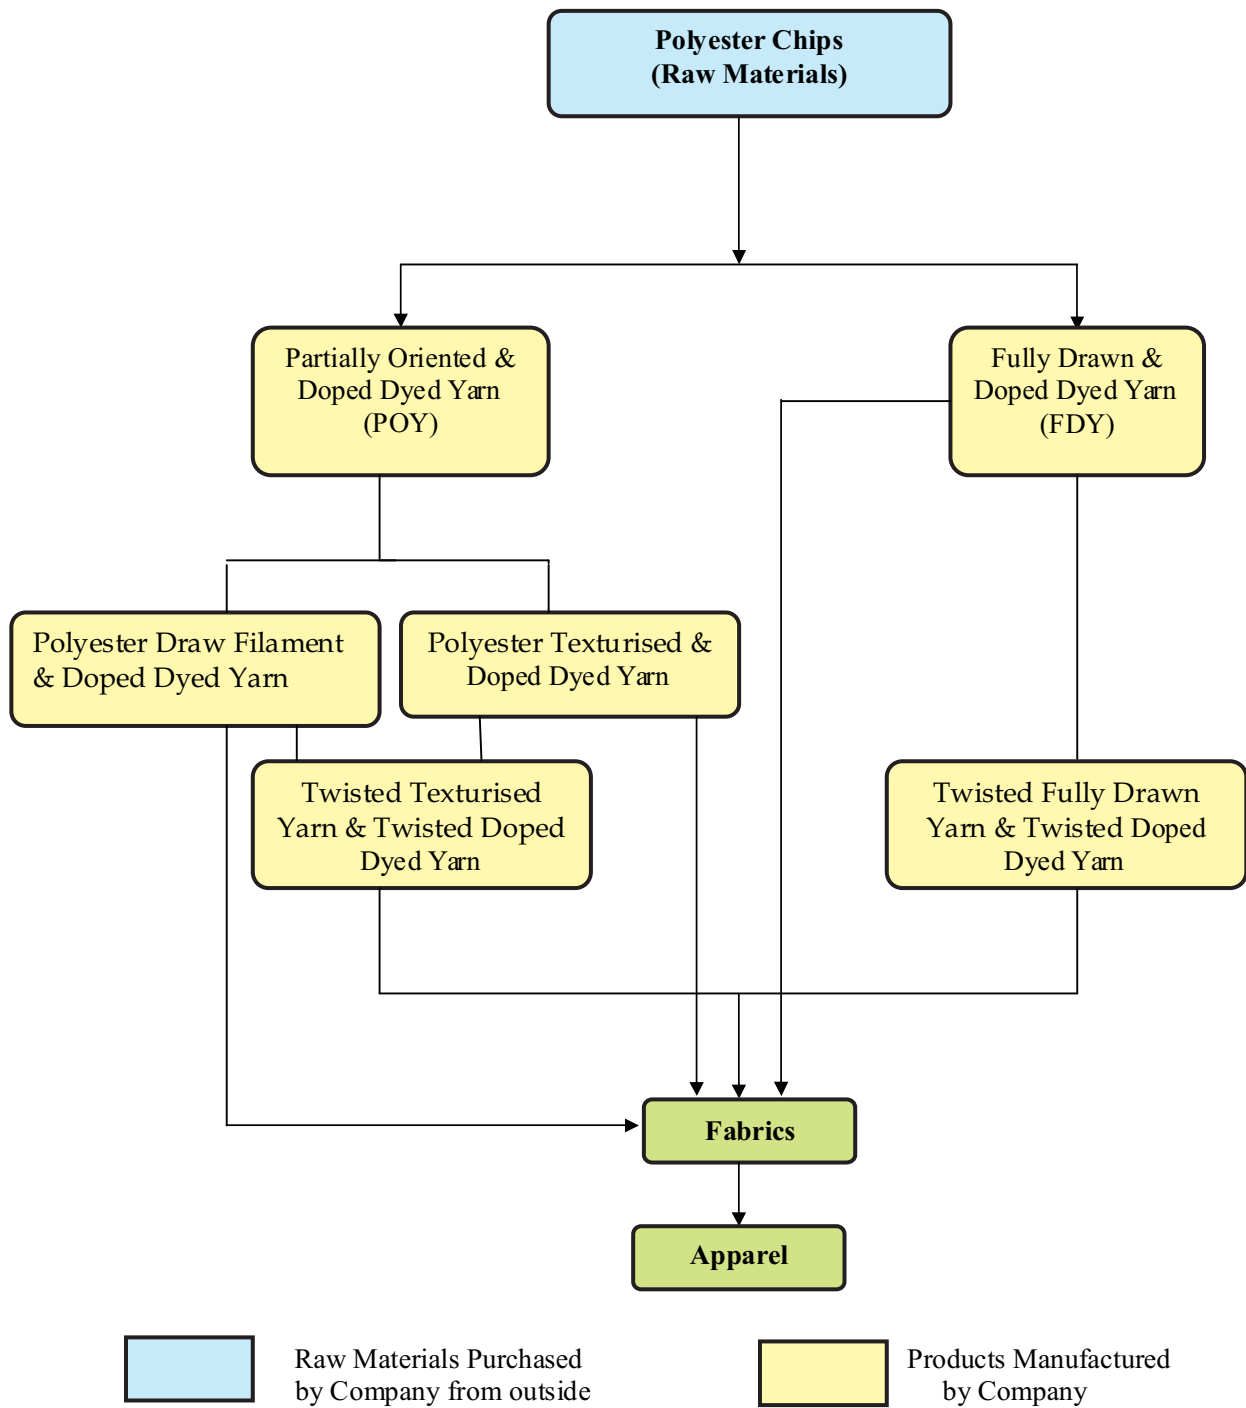 Polyester Chips
(Raw Materials)
Partially Oriented &
Doped Dyed Yarn
(POY)
Fully Drawn &
Doped Dyed Yarn
(FDY)
Polyester Draw Filament
& Doped Dyed Yarn
Polyester Texturised &
Doped Dyed Yarn
Twisted Texturised
Yarn & Twisted Doped
Dyed Yarn
Twisted Fully Drawn
Yarn & Twisted Doped
Dyed Yarn
Fabrics
Apparel
Raw Materials Purchased
by Company from outside
Products Manufactured
by Company